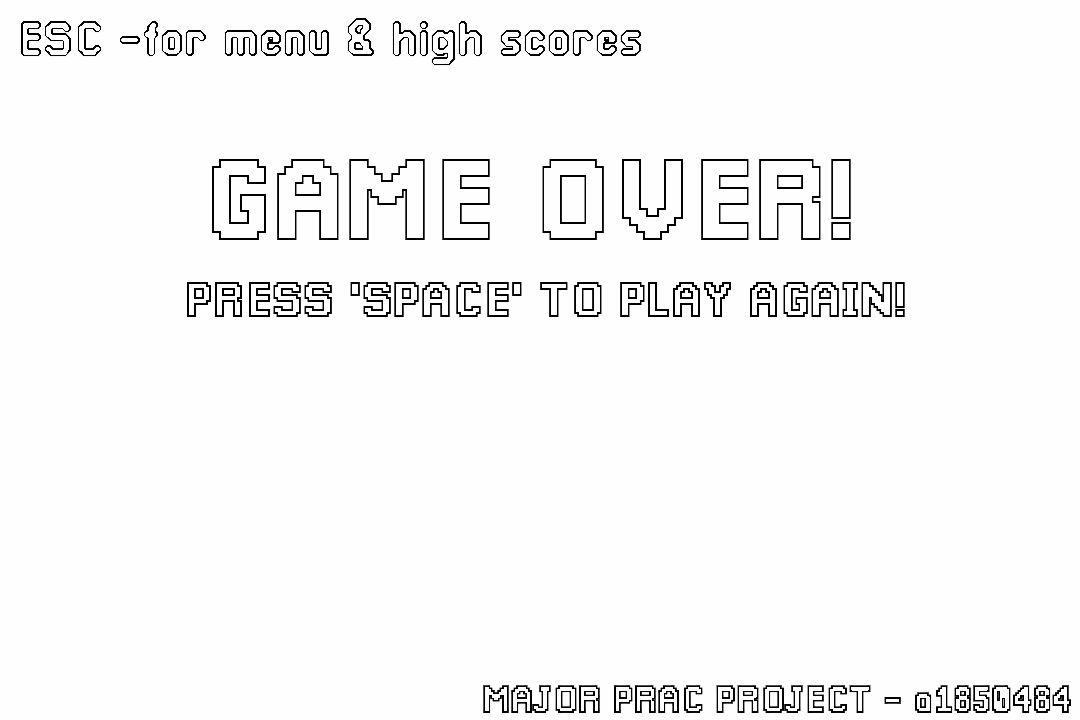 ESC -for menu & high scores
GAME OVER!
PRESS 'SPACE' TO PLAY AGAIN!
MAJOR PRAC PROJECT - a1850484